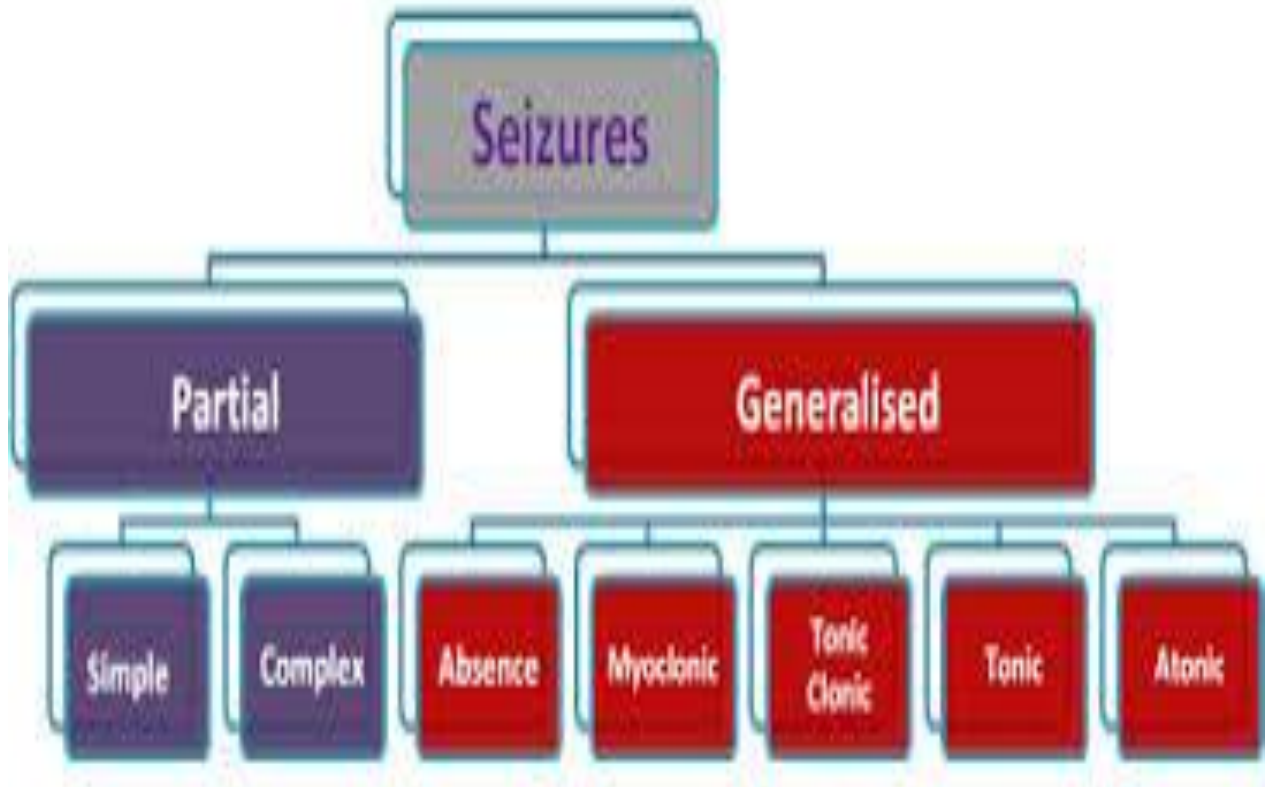 Seizures
Partial
Generalised
Simple
Complex
Absence
Myoclonic
Tonic
Clonic
Tonic
Atonic